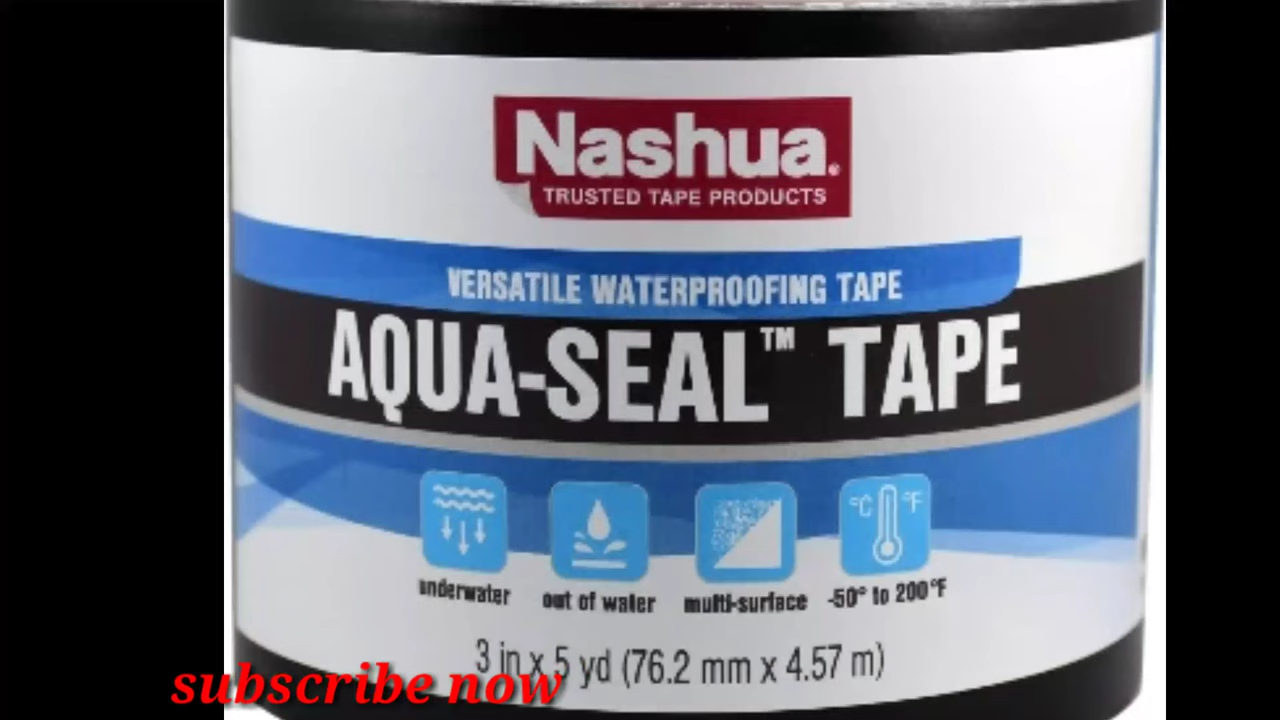 Nashua®
TRUSTED TAPE PRODUCTS
VERSATILE WATERPROOFING TAPE
AQUA-SEAL™ TAPE
°C °F
underwater out of water multi-surface -50° to 200°F
3 in x 5 yd (76.2 mm x 4.57 m)
subscribe now